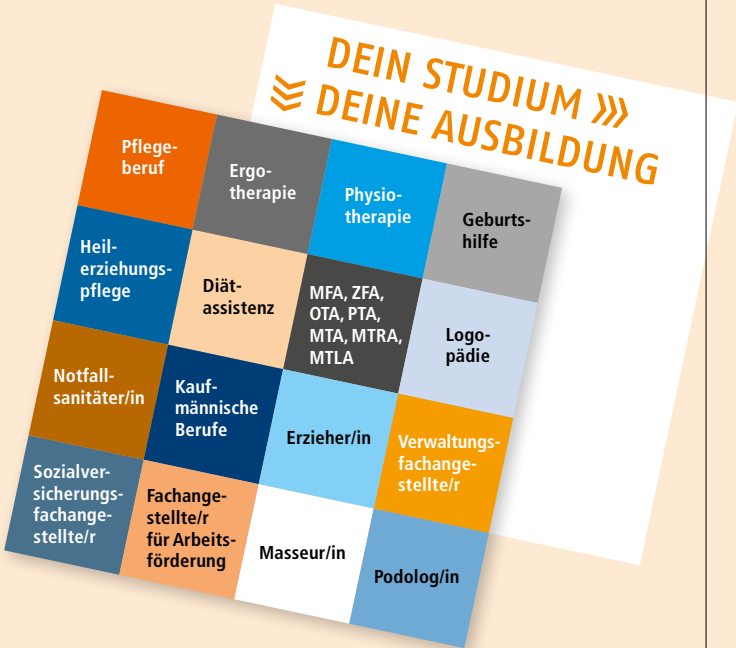 DEIN STUDIUM
DEINE AUSBILDUNG
Pflege-
beruf
Ergo-
therapie
Physio-
therapie
Geburts-
hilfe
Heil-
erziehungs-
pflege
Diät-
assistenz
MFA, ZFA,
OTA, PTA,
MTA, MTRA,
MTLA
Logo-
pädie
Notfall-
sanitäter/in
Kauf-
männische
Berufe
Erzieher/in
Verwaltungs-
fachange-
stellte/r
Sozialver-
sicherungs-
fachange-
stellte/r
Fachange-
stellte/r
für Arbeits-
förderung
Masseur/in
Podolog/in